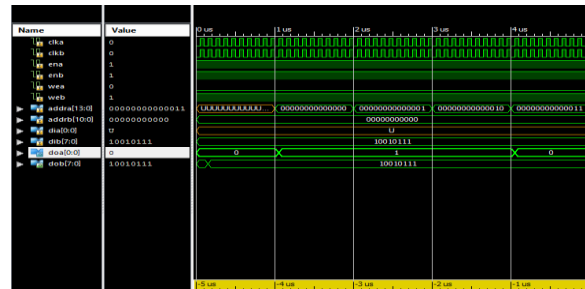 Name Value 0 us 1 us 2 us 3 us 4 us
clka 0
clkb 0
ena 1
enb 1
wea 0
web 1
addra[13:0] 00000000000011 UUUUUUUUUU 00000000000000 00000000000001 00000000000010 00000000000011
addrb[10:0] 00000000000 00000000000
dia[0:0] U U
dib[7:0] 10010111 10010111
doa[0:0] 0 0 1 0
dob[7:0] 10010111 10010111
-5 us -4 us -3 us -2 us -1 us